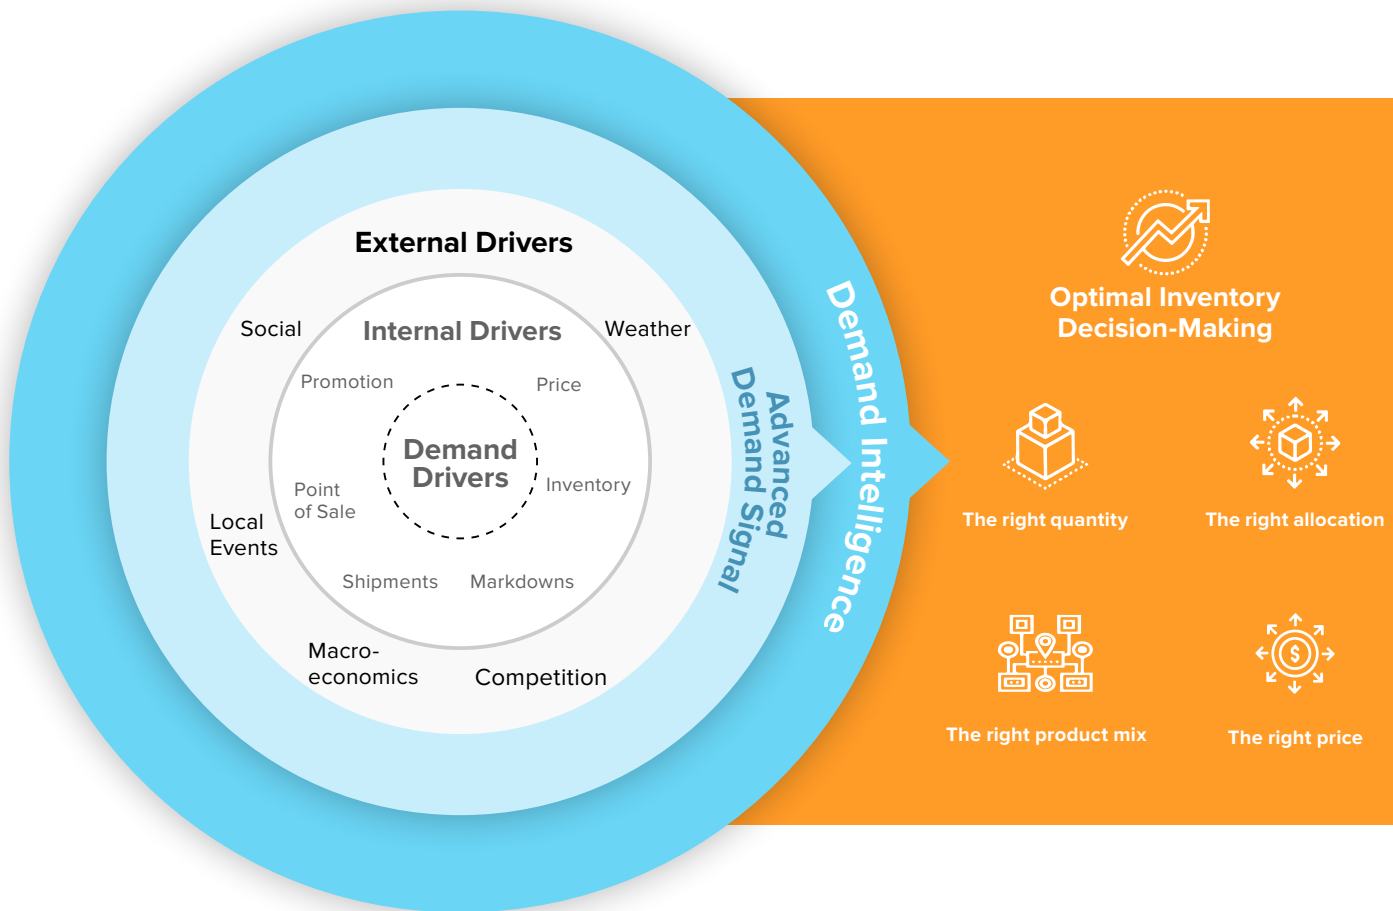 External Drivers
Social
Weather
Internal Drivers
Promotion
Price
Demand
Drivers
Point
of Sale
Inventory
Local
Events
Shipments
Markdowns
Macro-
economics
Competition
Advanced
Demand Signal
Demand Intelligence
Optimal Inventory
Decision-Making
The right quantity
The right allocation
$
The right product mix
The right price